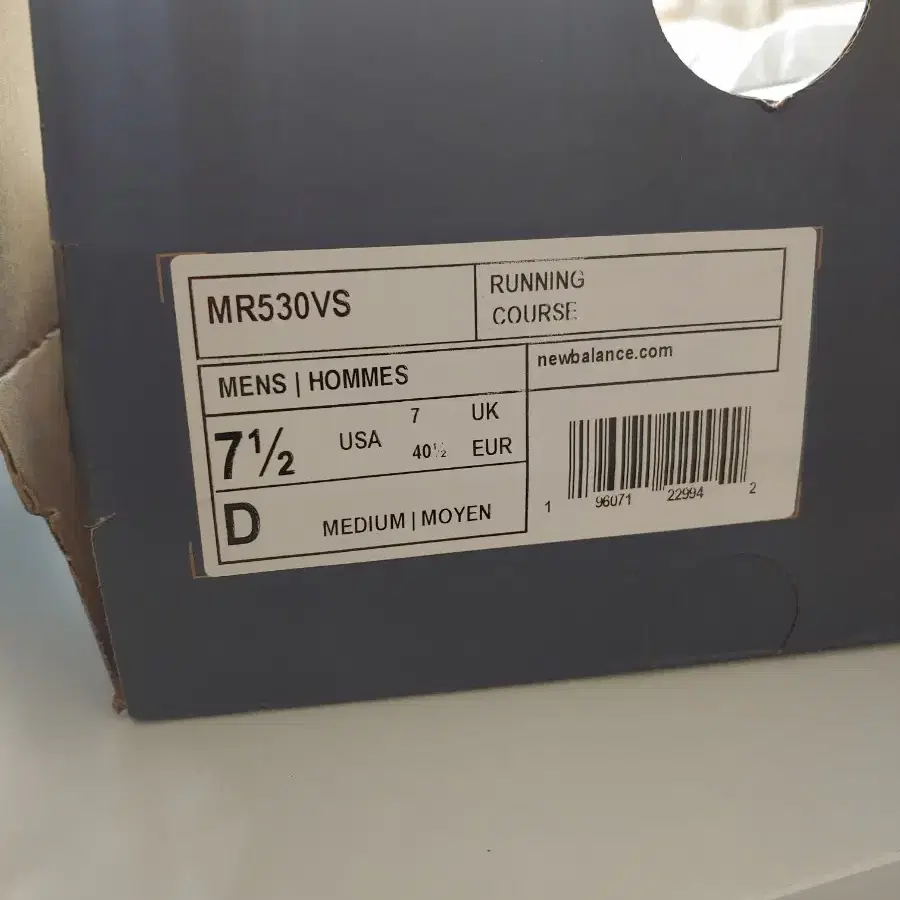 MR530VS
RUNNING
COURSE
MENS | HOMMES
newbalance.com
7½ USA 7 UK
40½ EUR
D MEDIUM | MOYEN
1 96071 22994 2